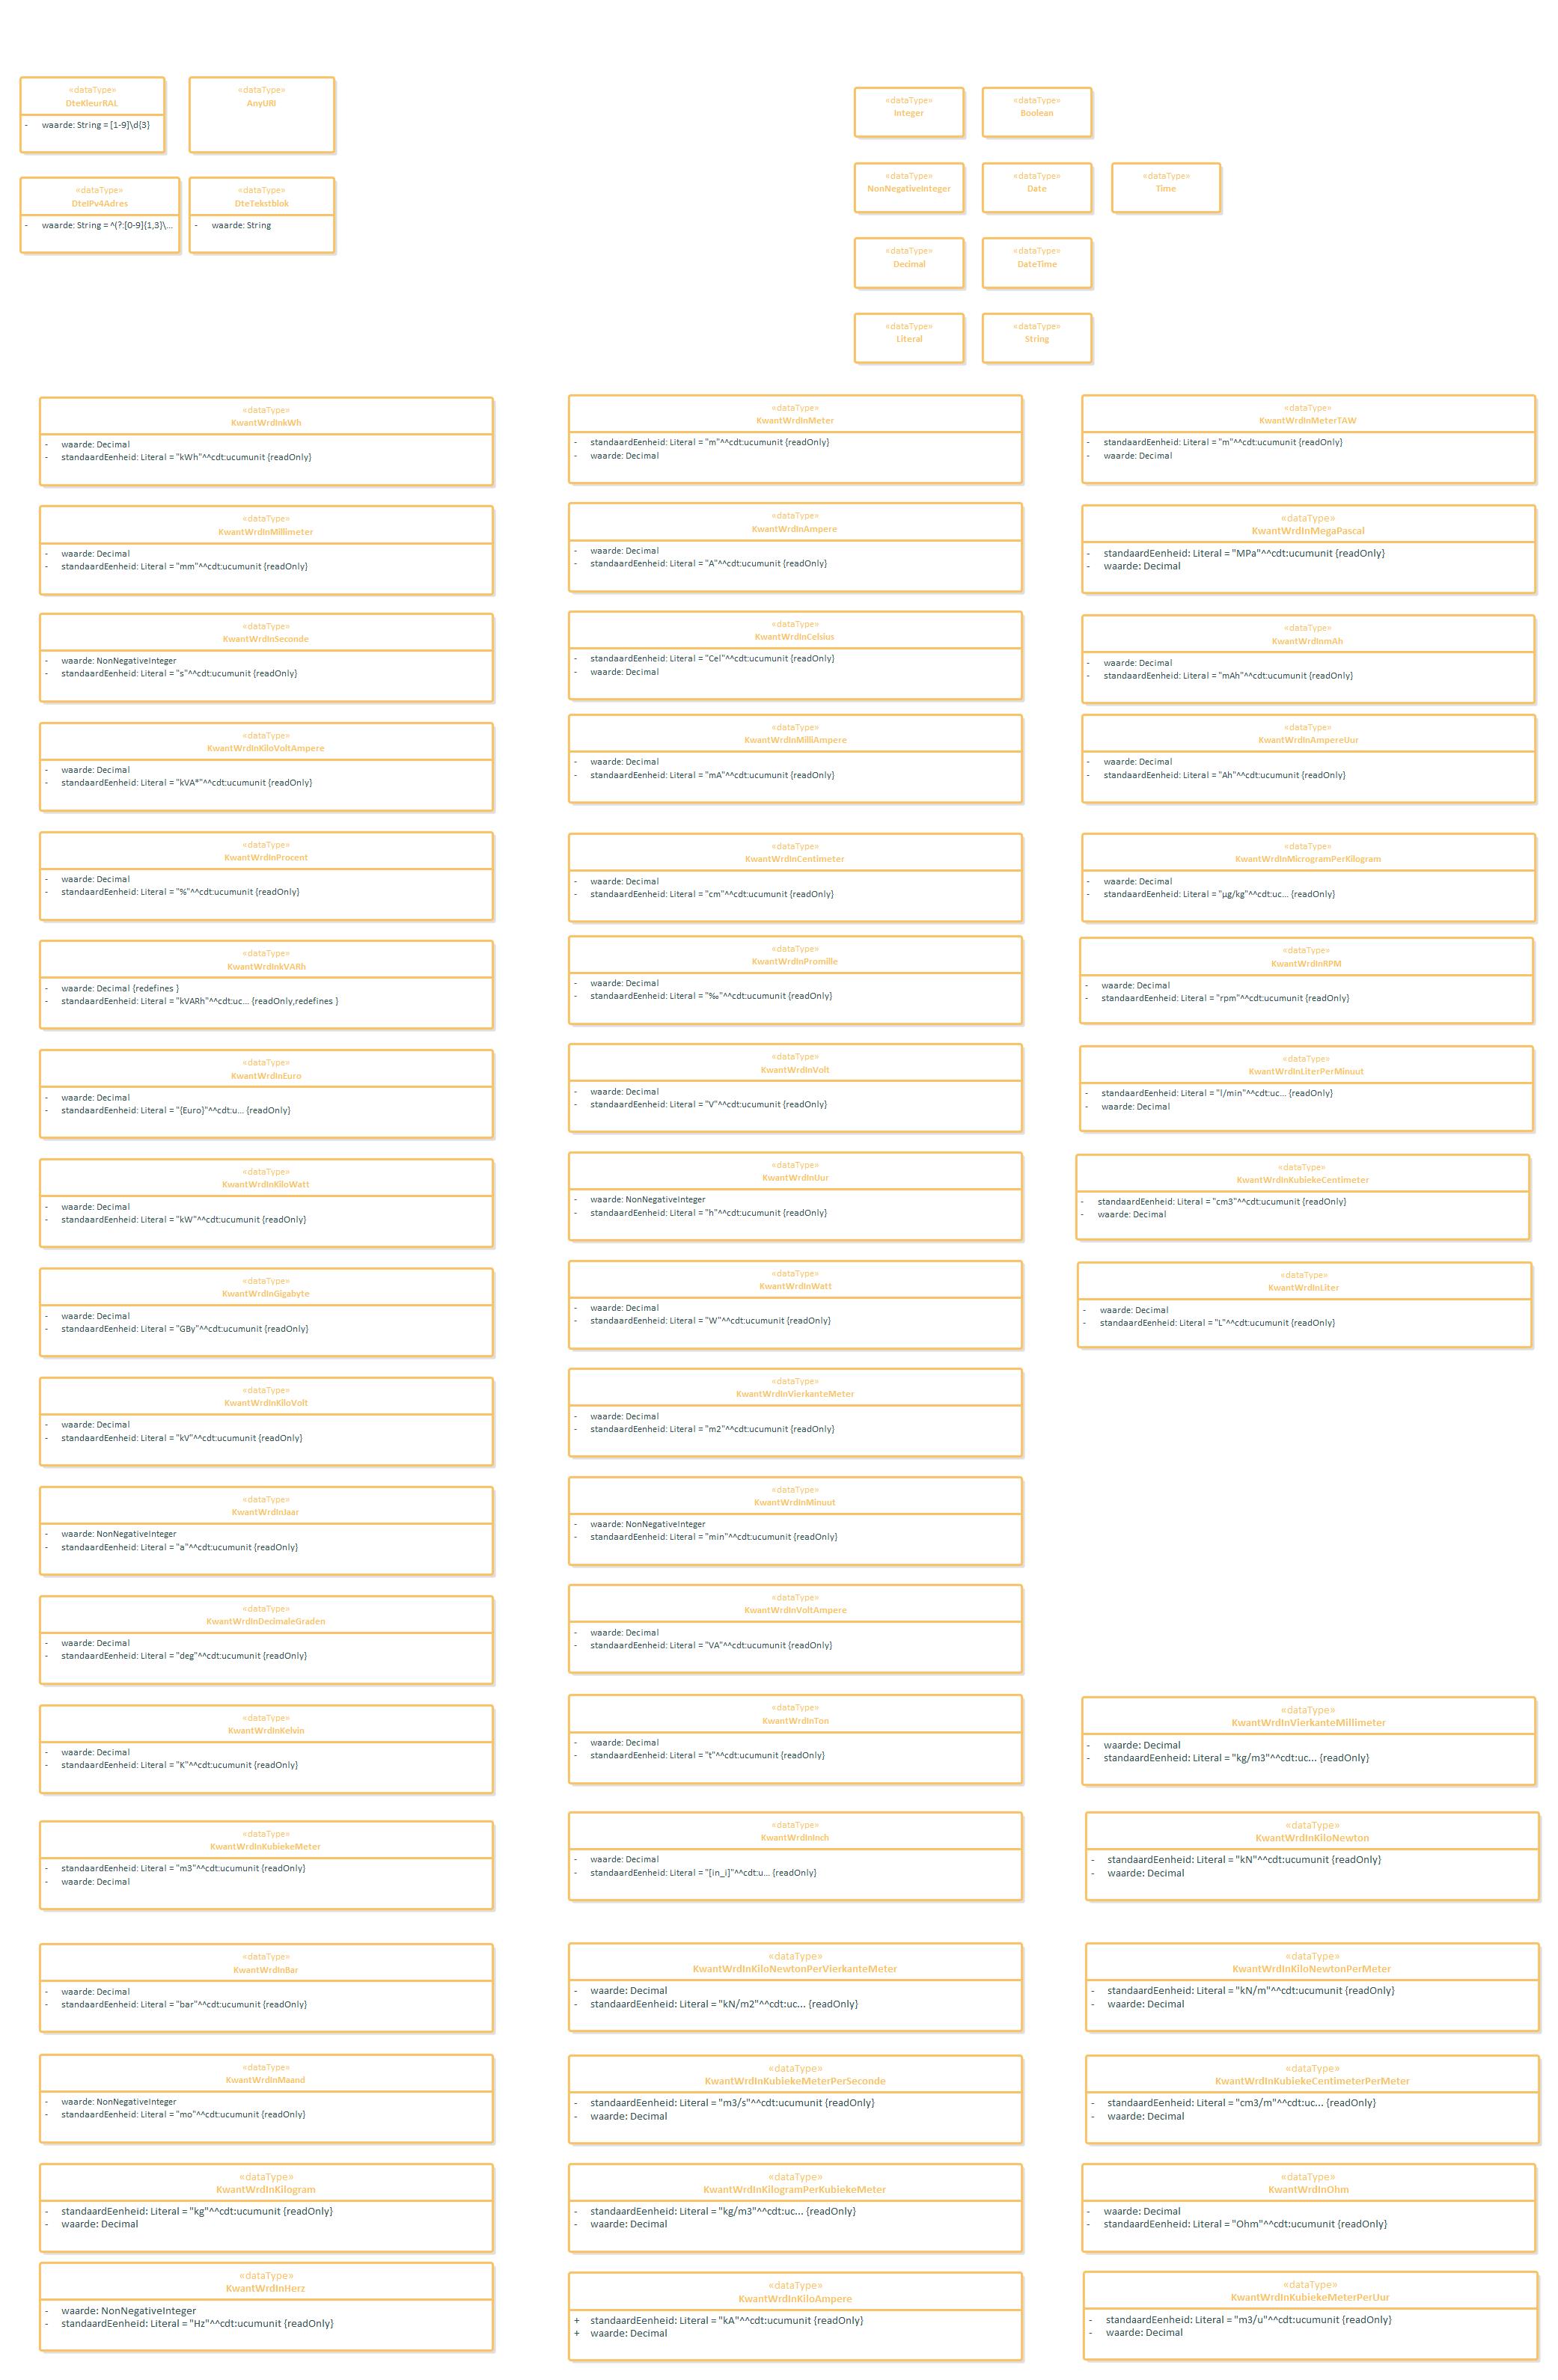 «dataType»
DteKleurRAL
- waarde: String = [1-9]\d{3}
«dataType»
AnyURI
«dataType»
DteIPv4Adres
- waarde: String = ^(?:[0-9]{1,3}\...
«dataType»
DteTekstblok
- waarde: String
«dataType»
Integer
«dataType»
Boolean
«dataType»
NonNegativeInteger
«dataType»
Date
«dataType»
Time
«dataType»
Decimal
«dataType»
DateTime
«dataType»
Literal
«dataType»
String
«dataType»
KwantWrdInkWh
- waarde: Decimal
- standaardEenheid: Literal = "kWh"^^cdt:ucumunit {readOnly}
«dataType»
KwantWrdInMeter
- standaardEenheid: Literal = "m"^^cdt:ucumunit {readOnly}
- waarde: Decimal
«dataType»
KwantWrdInMeterTAW
- standaardEenheid: Literal = "m"^^cdt:ucumunit {readOnly}
- waarde: Decimal
«dataType»
KwantWrdInMillimeter
- waarde: Decimal
- standaardEenheid: Literal = "mm"^^cdt:ucumunit {readOnly}
«dataType»
KwantWrdInAmpere
- waarde: Decimal
- standaardEenheid: Literal = "A"^^cdt:ucumunit {readOnly}
«dataType»
KwantWrdInMegaPascal
- standaardEenheid: Literal = "MPa"^^cdt:ucumunit {readOnly}
- waarde: Decimal
«dataType»
KwantWrdInSeconde
- waarde: NonNegativeInteger
- standaardEenheid: Literal = "s"^^cdt:ucumunit {readOnly}
«dataType»
KwantWrdInCelsius
- standaardEenheid: Literal = "Cel"^^cdt:ucumunit {readOnly}
- waarde: Decimal
«dataType»
KwantWrdInmAh
- waarde: Decimal
- standaardEenheid: Literal = "mAh"^^cdt:ucumunit {readOnly}
«dataType»
KwantWrdInKiloVoltAmpere
- waarde: Decimal
- standaardEenheid: Literal = "kVA*"^^cdt:ucumunit {readOnly}
«dataType»
KwantWrdInMilliAmpere
- waarde: Decimal
- standaardEenheid: Literal = "mA"^^cdt:ucumunit {readOnly}
«dataType»
KwantWrdInAmpereUur
- waarde: Decimal
- standaardEenheid: Literal = "Ah"^^cdt:ucumunit {readOnly}
«dataType»
KwantWrdInProcent
- waarde: Decimal
- standaardEenheid: Literal = "%"^^cdt:ucumunit {readOnly}
«dataType»
KwantWrdInCentimeter
- waarde: Decimal
- standaardEenheid: Literal = "cm"^^cdt:ucumunit {readOnly}
«dataType»
KwantWrdInMicrogramPerKilogram
- waarde: Decimal
- standaardEenheid: Literal = "µg/kg"^^cdt:uc... {readOnly}
«dataType»
KwantWrdInkVARh
- waarde: Decimal {redefines }
- standaardEenheid: Literal = "kVARh"^^cdt:uc... {readOnly,redefines }
«dataType»
KwantWrdInPromille
- waarde: Decimal
- standaardEenheid: Literal = "‰"^^cdt:ucumunit {readOnly}
«dataType»
KwantWrdInRPM
- waarde: Decimal
- standaardEenheid: Literal = "rpm"^^cdt:ucumunit {readOnly}
«dataType»
KwantWrdInEuro
- waarde: Decimal
- standaardEenheid: Literal = "{Euro}"^^cdt:u... {readOnly}
«dataType»
KwantWrdInVolt
- waarde: Decimal
- standaardEenheid: Literal = "V"^^cdt:ucumunit {readOnly}
«dataType»
KwantWrdInLiterPerMinuut
- standaardEenheid: Literal = "l/min"^^cdt:uc... {readOnly}
- waarde: Decimal
«dataType»
KwantWrdInKiloWatt
- waarde: Decimal
- standaardEenheid: Literal = "kW"^^cdt:ucumunit {readOnly}
«dataType»
KwantWrdInUur
- waarde: NonNegativeInteger
- standaardEenheid: Literal = "h"^^cdt:ucumunit {readOnly}
«dataType»
KwantWrdInKubiekeCentimeter
- standaardEenheid: Literal = "cm3"^^cdt:ucumunit {readOnly}
- waarde: Decimal
«dataType»
KwantWrdInGigabyte
- waarde: Decimal
- standaardEenheid: Literal = "GBy"^^cdt:ucumunit {readOnly}
«dataType»
KwantWrdInWatt
- waarde: Decimal
- standaardEenheid: Literal = "W"^^cdt:ucumunit {readOnly}
«dataType»
KwantWrdInLiter
- waarde: Decimal
- standaardEenheid: Literal = "L"^^cdt:ucumunit {readOnly}
«dataType»
KwantWrdInKiloVolt
- waarde: Decimal
- standaardEenheid: Literal = "kV"^^cdt:ucumunit {readOnly}
«dataType»
KwantWrdInVierkanteMeter
- waarde: Decimal
- standaardEenheid: Literal = "m2"^^cdt:ucumunit {readOnly}
«dataType»
KwantWrdInJaar
- waarde: NonNegativeInteger
- standaardEenheid: Literal = "a"^^cdt:ucumunit {readOnly}
«dataType»
KwantWrdInMinuut
- waarde: NonNegativeInteger
- standaardEenheid: Literal = "min"^^cdt:ucumunit {readOnly}
«dataType»
KwantWrdInDecimaleGraden
- waarde: Decimal
- standaardEenheid: Literal = "deg"^^cdt:ucumunit {readOnly}
«dataType»
KwantWrdInVoltAmpere
- waarde: Decimal
- standaardEenheid: Literal = "VA"^^cdt:ucumunit {readOnly}
«dataType»
KwantWrdInKelvin
- waarde: Decimal
- standaardEenheid: Literal = "K"^^cdt:ucumunit {readOnly}
«dataType»
KwantWrdInTon
- waarde: Decimal
- standaardEenheid: Literal = "t"^^cdt:ucumunit {readOnly}
«dataType»
KwantWrdInVierkanteMillimeter
- waarde: Decimal
- standaardEenheid: Literal = "kg/m3"^^cdt:uc... {readOnly}
«dataType»
KwantWrdInKubiekeMeter
- standaardEenheid: Literal = "m3"^^cdt:ucumunit {readOnly}
- waarde: Decimal
«dataType»
KwantWrdInInch
- waarde: Decimal
- standaardEenheid: Literal = "[in_i]"^^cdt:u... {readOnly}
«dataType»
KwantWrdInKiloNewton
- standaardEenheid: Literal = "kN"^^cdt:ucumunit {readOnly}
- waarde: Decimal
«dataType»
KwantWrdInBar
- waarde: Decimal
- standaardEenheid: Literal = "bar"^^cdt:ucumunit {readOnly}
«dataType»
KwantWrdInKiloNewtonPerVierkanteMeter
- waarde: Decimal
- standaardEenheid: Literal = "kN/m2"^^cdt:uc... {readOnly}
«dataType»
KwantWrdInKiloNewtonPerMeter
- standaardEenheid: Literal = "kN/m"^^cdt:ucumunit {readOnly}
- waarde: Decimal
«dataType»
KwantWrdInMaand
- waarde: NonNegativeInteger
- standaardEenheid: Literal = "mo"^^cdt:ucumunit {readOnly}
«dataType»
KwantWrdInKubiekeMeterPerSeconde
- standaardEenheid: Literal = "m3/s"^^cdt:ucumunit {readOnly}
- waarde: Decimal
«dataType»
KwantWrdInKubiekeCentimeterPerMeter
- standaardEenheid: Literal = "cm3/m"^^cdt:uc... {readOnly}
- waarde: Decimal
«dataType»
KwantWrdInKilogram
- standaardEenheid: Literal = "kg"^^cdt:ucumunit {readOnly}
- waarde: Decimal
«dataType»
KwantWrdInKilogramPerKubiekeMeter
- standaardEenheid: Literal = "kg/m3"^^cdt:uc... {readOnly}
- waarde: Decimal
«dataType»
KwantWrdInOhm
- waarde: Decimal
- standaardEenheid: Literal = "Ohm"^^cdt:ucumunit {readOnly}
«dataType»
KwantWrdInHerz
- waarde: NonNegativeInteger
- standaardEenheid: Literal = "Hz"^^cdt:ucumunit {readOnly}
«dataType»
KwantWrdInKiloAmpere
+ standaardEenheid: Literal = "kA"^^cdt:ucumunit {readOnly}
+ waarde: Decimal
«dataType»
KwantWrdInKubiekeMeterPerUur
- standaardEenheid: Literal = "m3/u"^^cdt:ucumunit {readOnly}
- waarde: Decimal